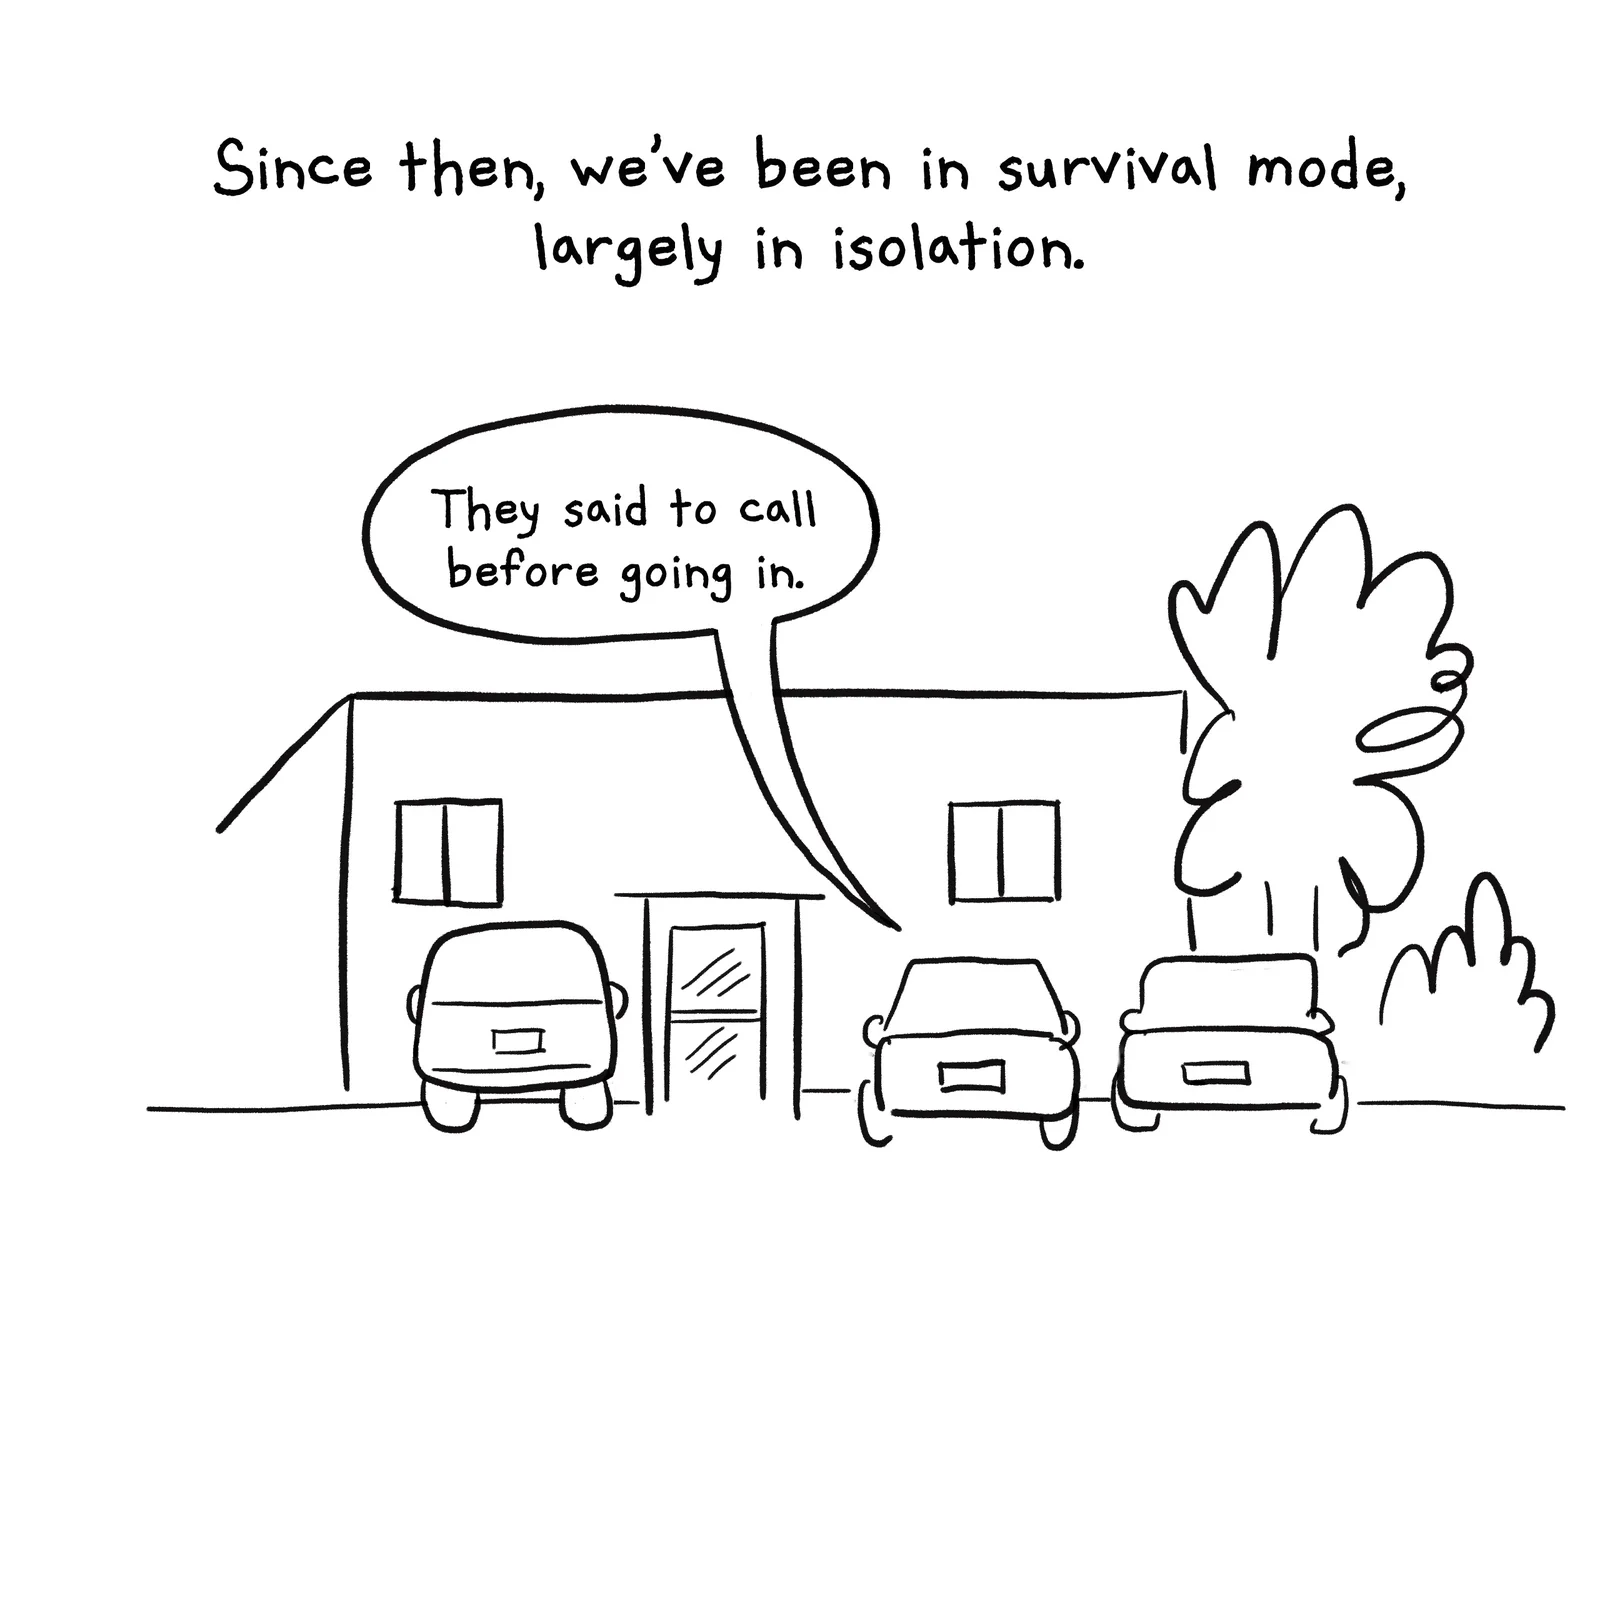 Since then, we've been in survival mode,
largely in isolation.
They said to call
before going in.